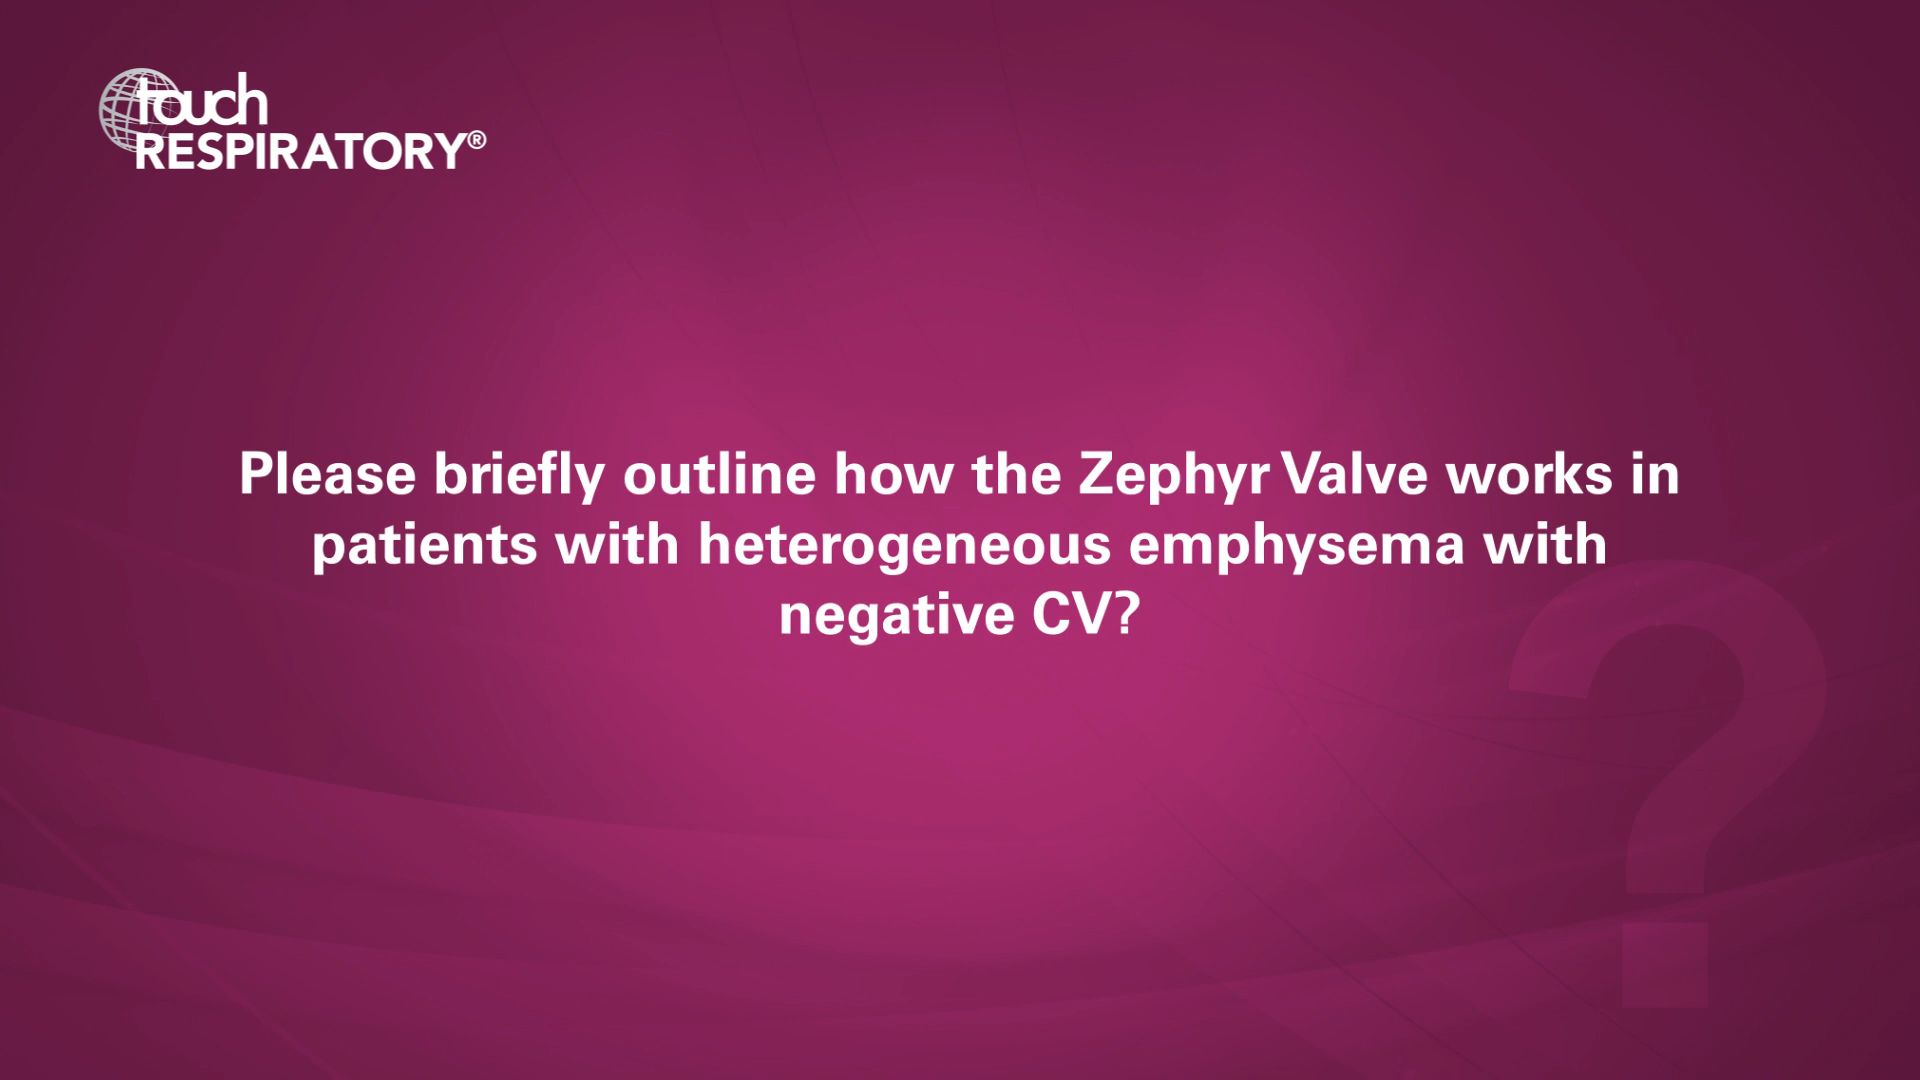 touch
RESPIRATORY®
Please briefly outline how the Zephyr Valve works in
patients with heterogeneous emphysema with
negative CV?
?